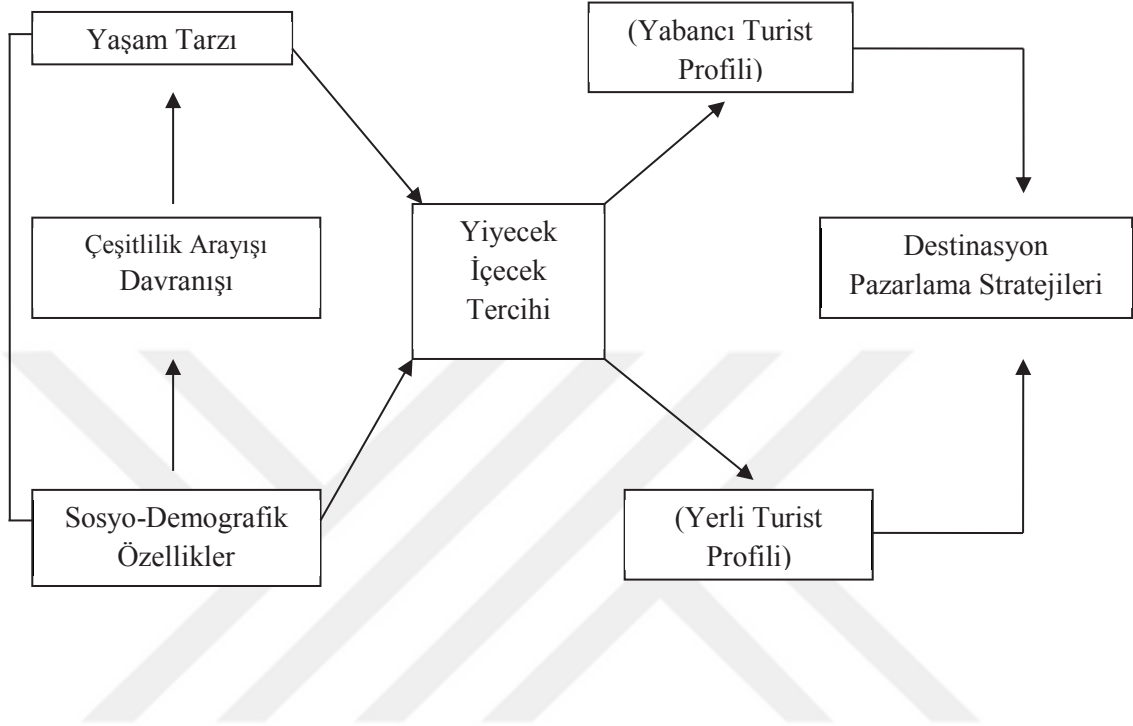 Yaşam Tarzı
(Yabancı Turist
Profili)
Çeşitlilik Arayışı
Davranışı
Yiyecek
İçecek
Tercihi
Destinasyon
Pazarlama Stratejileri
Sosyo-Demografik
Özellikler
(Yerli Turist
Profili)